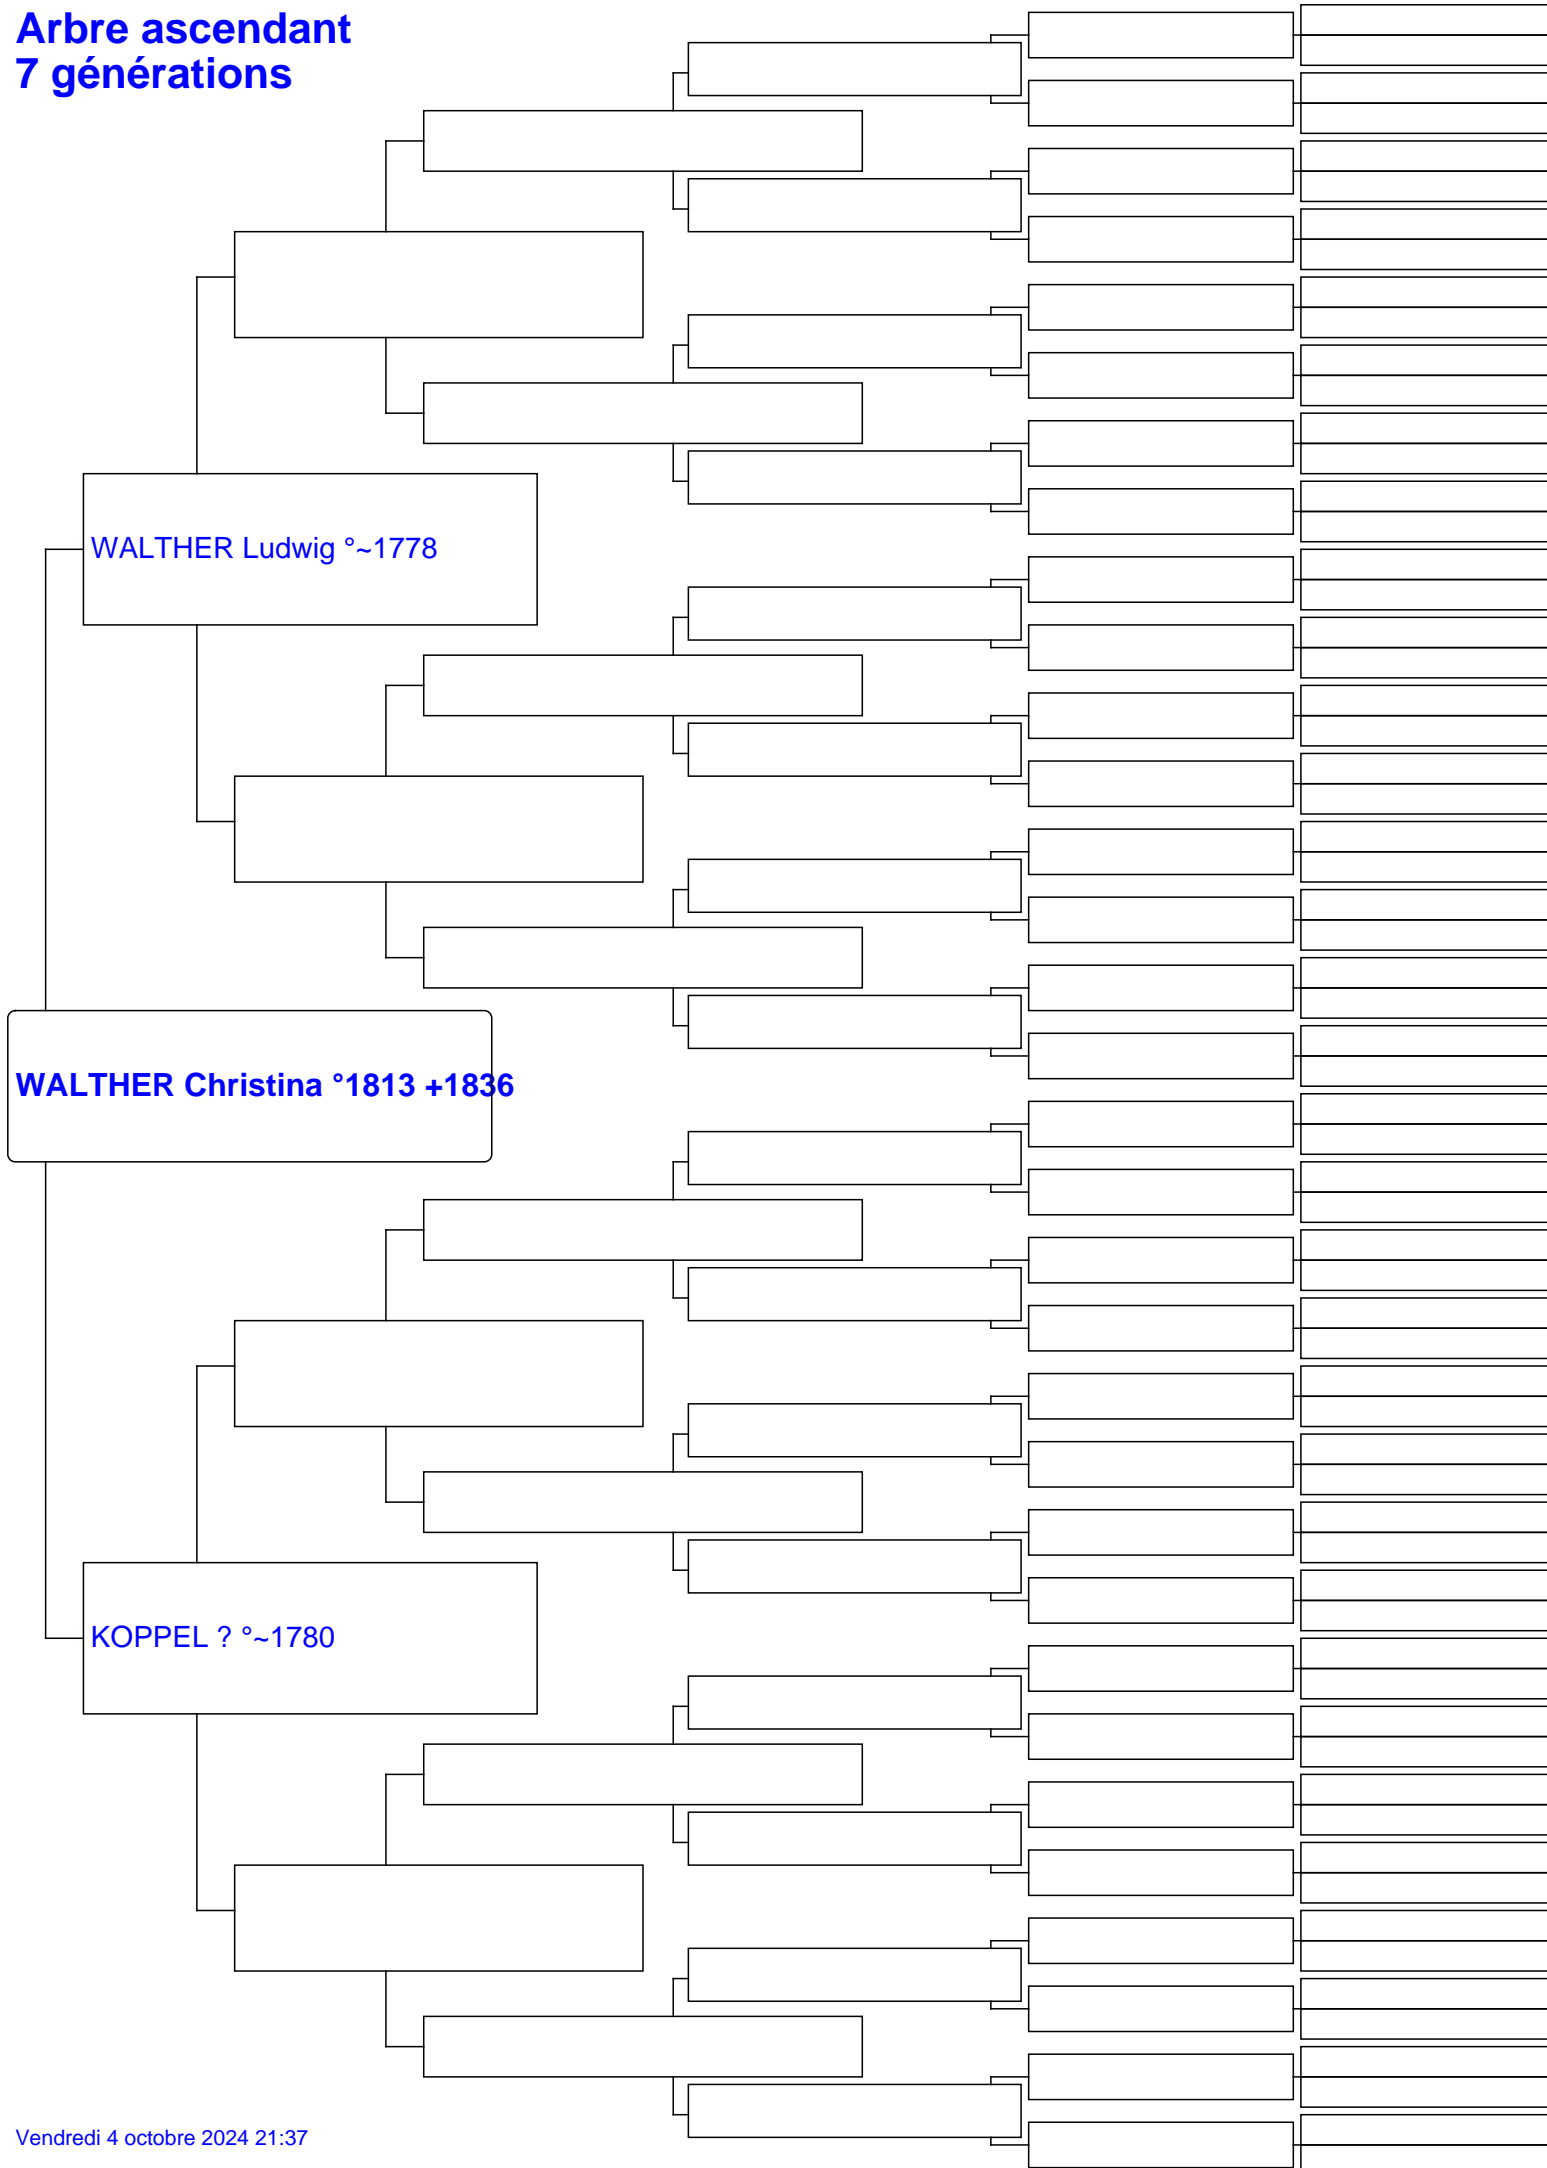 Arbre ascendant
7 générations
WALTHER Ludwig °~1778
WALTHER Christina °1813 +1836
KOPPEL ? °~1780
Vendredi 4 octobre 2024 21:37